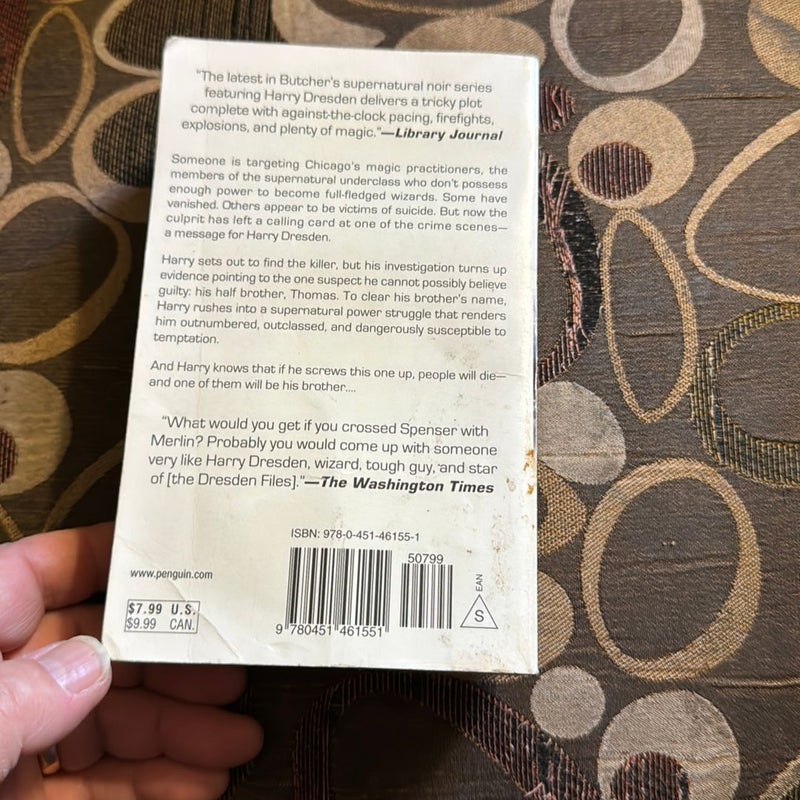 "The latest in Butcher's supernatural noir series
featuring Harry Dresden delivers a tricky plot
complete with against-the-clock pacing, firefights,
explosions, and plenty of magic."—Library Journal
Someone is targeting Chicago's magic practitioners, the
members of the supernatural underclass who don't possess
enough power to become full-fledged wizards. Some have
vanished. Others appear to be victims of suicide. But now the
culprit has left a calling card at one of the crime scenes—
a message for Harry Dresden.
Harry sets out to find the killer, but his investigation turns up
evidence pointing to the one suspect he cannot possibly believe
guilty: his half brother, Thomas. To clear his brother's name,
Harry rushes into a supernatural power struggle that renders
him outnumbered, outclassed, and dangerously susceptible to
temptation.
And Harry knows that if he screws this one up, people will die—
and one of them will be his brother....
"What would you get if you crossed Spenser with
Merlin? Probably you would come up with someone
very like Harry Dresden, wizard, tough guy, and star
of [the Dresden Files]."—The Washington Times
ISBN: 978-0-451-46155-1
50799
www.penguin.com
EAN
S
$7.99 U.S.
$9.99 CAN.
9 780451 461551